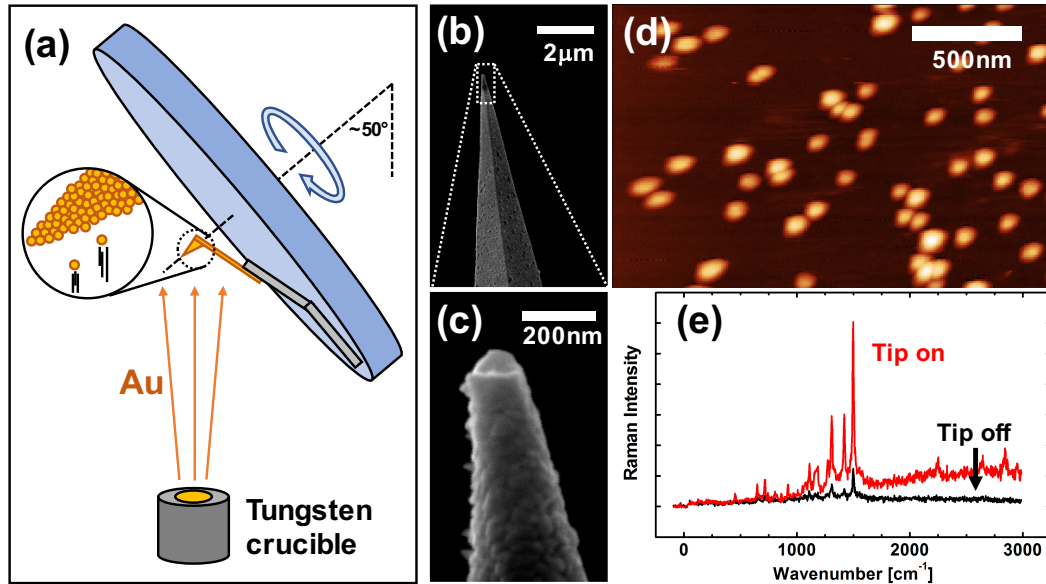 (a)
~50°
Au
Tungsten
crucible
(b)
2μm
(c)
200nm
(d)
500nm
(e)
Tip on
Tip off
Raman Intensity
0
1000
2000
3000
Wavenumber [cm⁻¹]